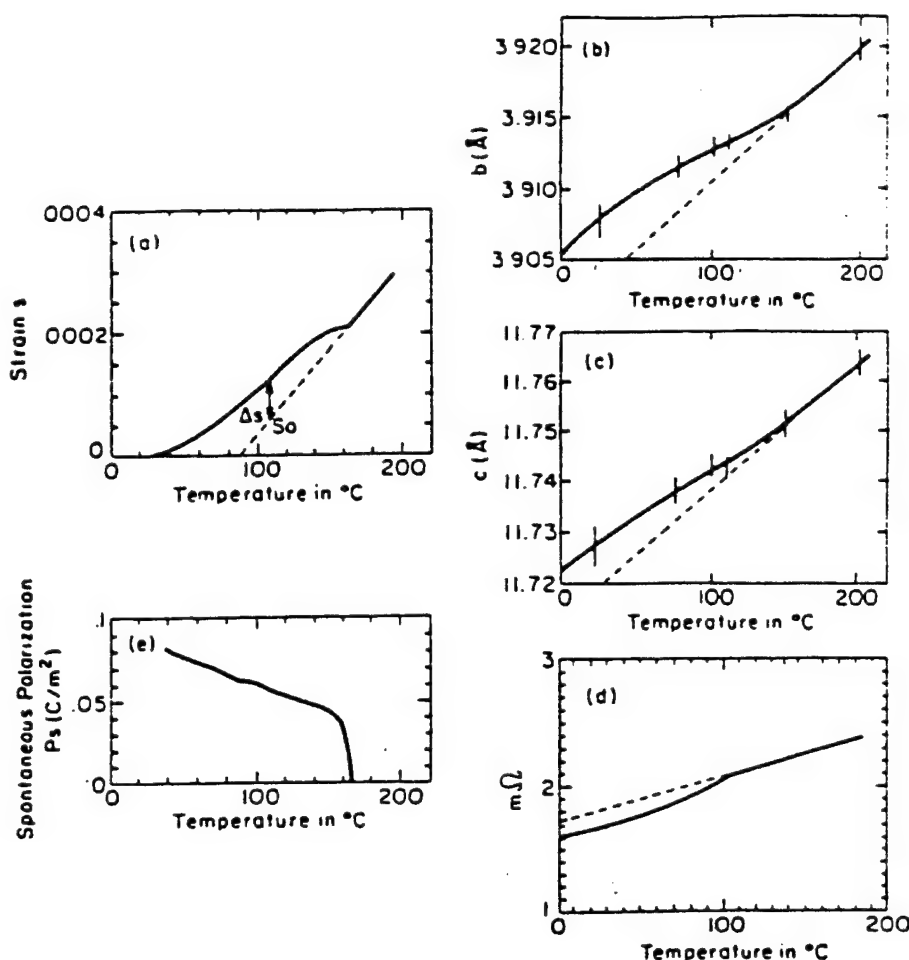 (a)
0004
0002
0
Strain s
Δs
So
0 100 200
Temperature in °C
(b)
3 920
3.915
3 910
3 905
b (Å)
0 100 200
Temperature in °C
(c)
11.77
11.76
11.75
11.74
11.73
11.72
c (Å)
0 100 200
Temperature in °C
(e)
.1
.05
0
Spontaneous Polarization
Ps (C/m²)
0 100 200
Temperature in °C
(d)
3
2
1
mΩ
0 100 200
Temperature in °C